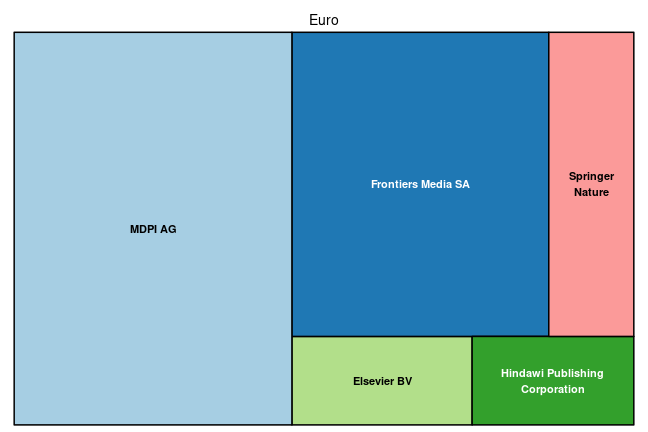 Euro
MDPI AG
Frontiers Media SA
Springer
Nature
Elsevier BV
Hindawi Publishing
Corporation